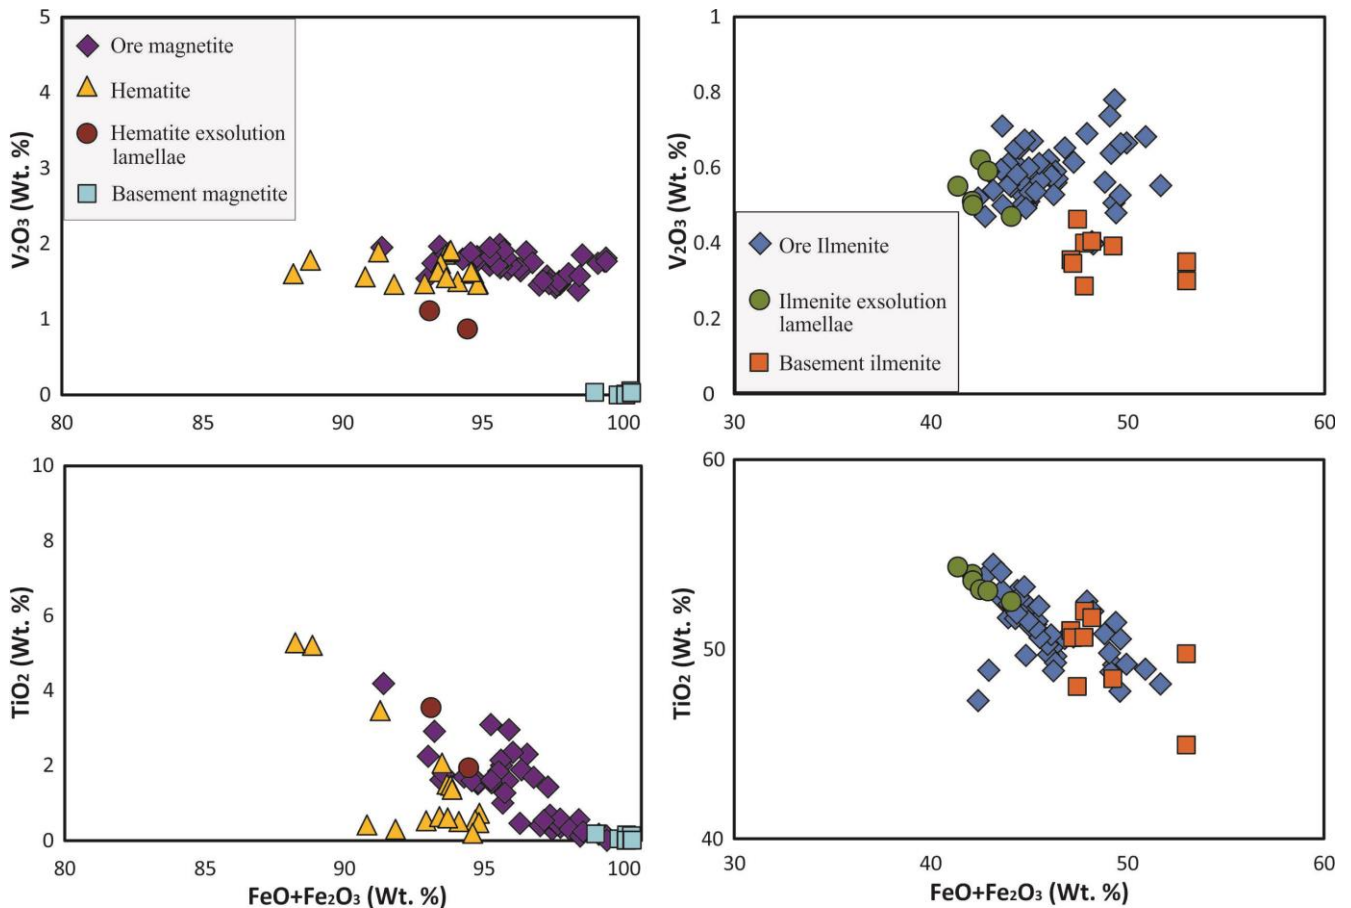 5
4
3
2
1
0
V₂O₃ (Wt. %)
Ore magnetite
Hematite
Hematite exsolution
lamellae
Basement magnetite
80
85
90
95
100
1
0.8
0.6
0.4
0.2
0
V₂O₃ (Wt. %)
Ore Ilmenite
Ilmenite exsolution
lamellae
Basement ilmenite
30
40
50
60
10
8
6
4
2
0
TiO₂ (Wt. %)
80
85
90
95
100
FeO+Fe₂O₃ (Wt. %)
60
50
40
TiO₂ (Wt. %)
30
40
50
60
FeO+Fe₂O₃ (Wt. %)